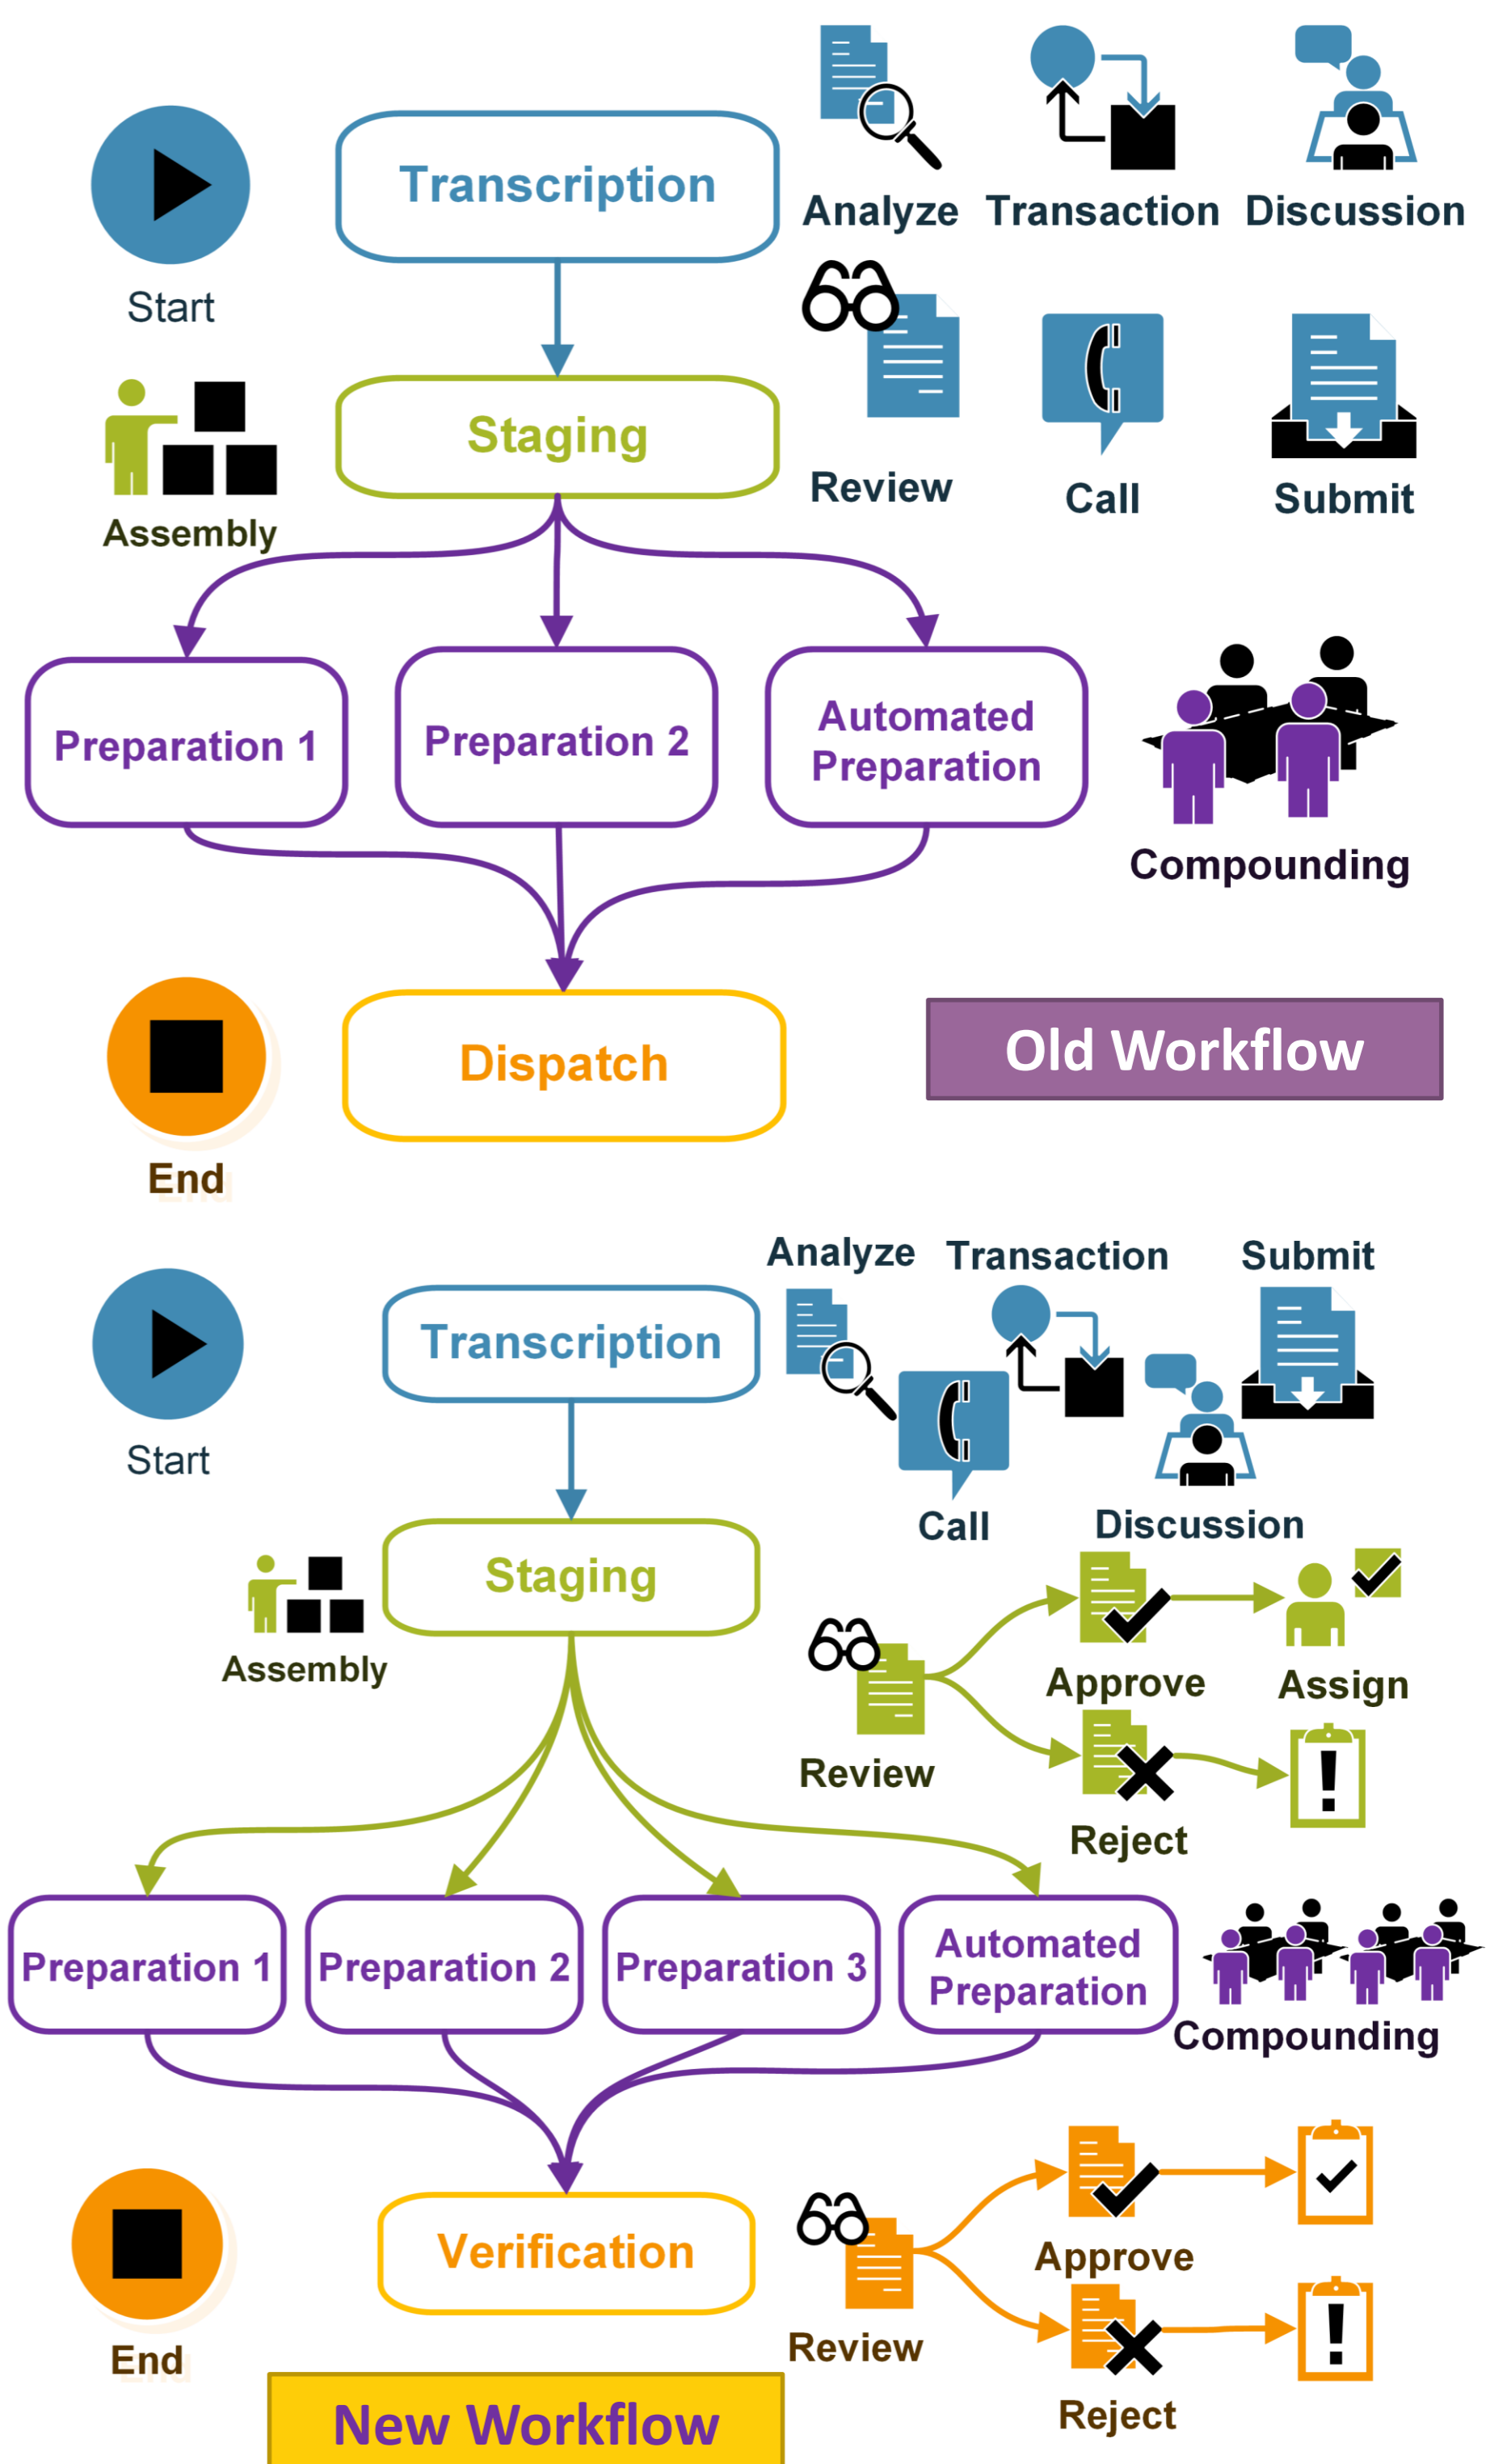 Analyze
Transaction
Discussion
Transcription
Start
Review
Call
Submit
Staging
Assembly
Preparation 1
Preparation 2
Automated
Preparation
Compounding
Dispatch
Old Workflow
End
Analyze
Transaction
Submit
Transcription
Start
Call
Discussion
Staging
Assembly
Review
Approve
Assign
Reject
Preparation 1
Preparation 2
Preparation 3
Automated
Preparation
Compounding
Verification
Review
Approve
Reject
End
New Workflow